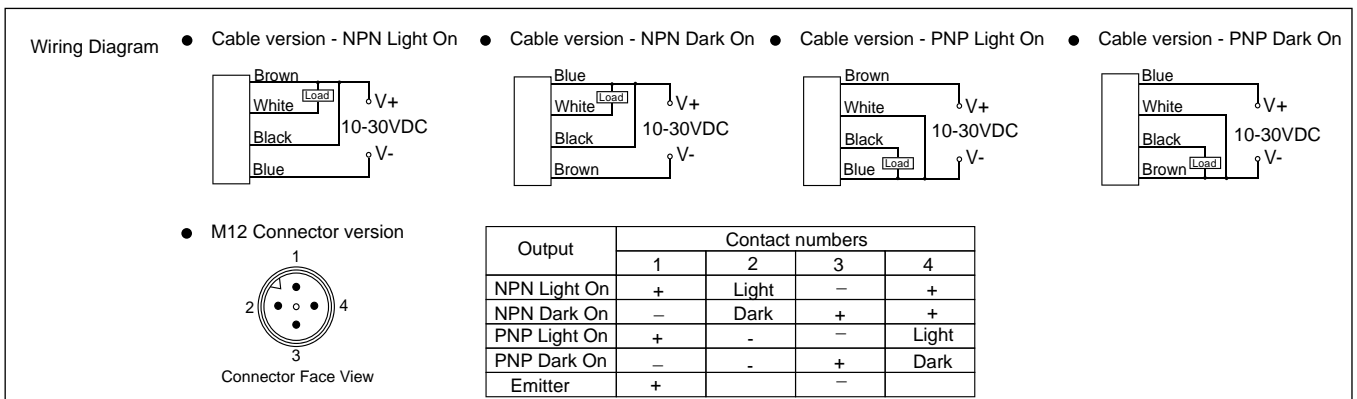 Wiring Diagram
● Cable version - NPN Light On
● Cable version - NPN Dark On
● Cable version - PNP Light On
● Cable version - PNP Dark On
Brown
White
Load
Black
Blue
V+
10-30VDC
V-
Blue
White
Load
Black
Brown
V+
10-30VDC
V-
Brown
White
Black
Blue
Load
V+
10-30VDC
V-
Blue
White
Black
Brown
Load
V+
10-30VDC
V-
● M12 Connector version
1
2
4
3
Connector Face View
Output Contact numbers
1 2 3 4
NPN Light On + Light – +
NPN Dark On – Dark + +
PNP Light On + - – Light
PNP Dark On – - + Dark
Emitter + –